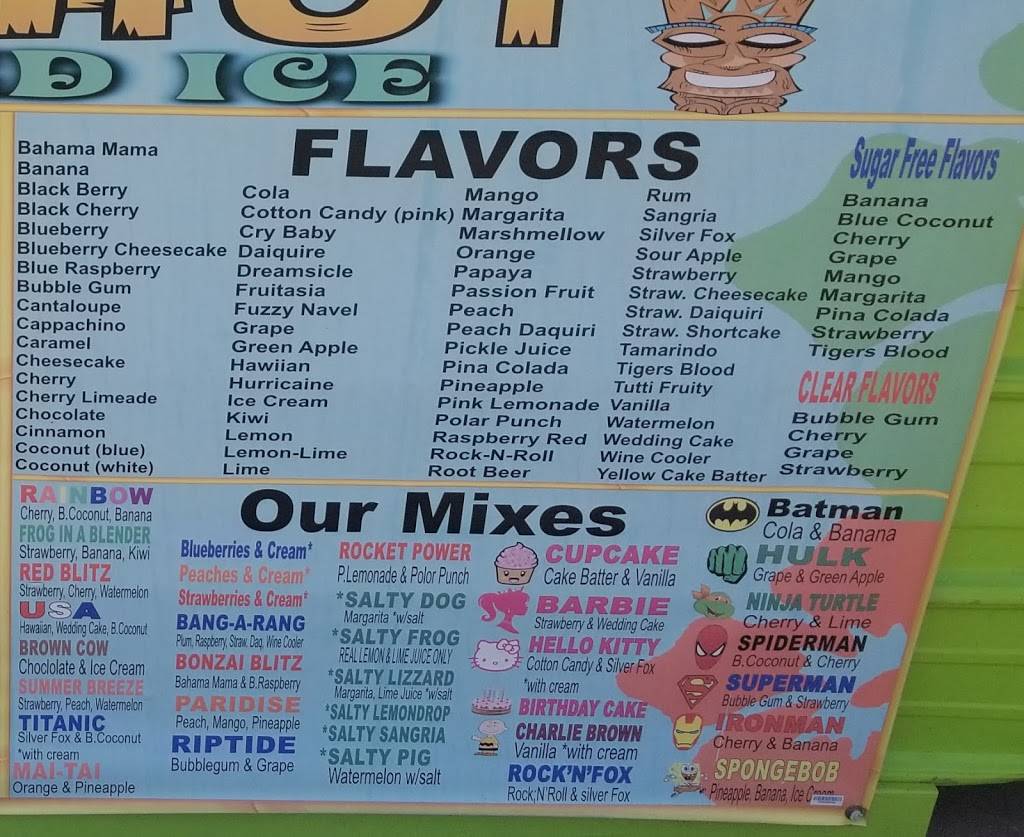 D ICE
FLAVORS
Bahama Mama
Banana
Black Berry
Black Cherry
Blueberry
Blueberry Cheesecake
Blue Raspberry
Bubble Gum
Cantaloupe
Cappachino
Caramel
Cheesecake
Cherry
Cherry Limeade
Chocolate
Cinnamon
Coconut (blue)
Coconut (white)
Cola
Cotton Candy (pink)
Cry Baby
Daiquire
Dreamsicle
Fruitasia
Fuzzy Navel
Grape
Green Apple
Hawiian
Hurricaine
Ice Cream
Kiwi
Lemon
Lemon-Lime
Lime
Mango
Margarita
Marshmellow
Orange
Papaya
Passion Fruit
Peach
Peach Daquiri
Pickle Juice
Pina Colada
Pineapple
Pink Lemonade
Polar Punch
Raspberry Red
Rock-N-Roll
Root Beer
Rum
Sangria
Silver Fox
Sour Apple
Strawberry
Straw. Cheesecake
Straw. Daiquiri
Straw. Shortcake
Tamarindo
Tigers Blood
Tutti Fruity
Vanilla
Watermelon
Wedding Cake
Wine Cooler
Yellow Cake Batter
Sugar Free Flavors
Banana
Blue Coconut
Cherry
Grape
Mango
Margarita
Pina Colada
Strawberry
Tigers Blood
CLEAR FLAVORS
Bubble Gum
Cherry
Grape
Strawberry
Our Mixes
RAINBOW
Cherry, B.Coconut, Banana
FROG IN A BLENDER
Strawberry, Banana, Kiwi
RED BLITZ
Strawberry, Cherry, Watermelon
USA
Hawaiian, Wedding Cake, B.Coconut
BROWN COW
Choclolate & Ice Cream
SUMMER BREEZE
Strawberry, Peach, Watermelon
TITANIC
Silver Fox & B.Coconut
*with cream
MAI-TAI
Orange & Pineapple
Blueberries & Cream*
Peaches & Cream*
Strawberries & Cream*
BANG-A-RANG
Plum, Raspberry, Straw. Daq, Wine Cooler
BONZAI BLITZ
Bahama Mama & B.Raspberry
PARIDISE
Peach, Mango, Pineapple
RIPTIDE
Bubblegum & Grape
ROCKET POWER
P.Lemonade & Polor Punch
*SALTY DOG
Margarita *w/salt
*SALTY FROG
REAL LEMON & LIME JUICE ONLY
*SALTY LIZZARD
Margarita, Lime Juice *w/salt
*SALTY LEMONDROP
*SALTY SANGRIA
*SALTY PIG
Watermelon w/salt
CUPCAKE
Cake Batter & Vanilla
BARBIE
Strawberry & Wedding Cake
HELLO KITTY
Cotton Candy & Silver Fox
*with cream
BIRTHDAY CAKE
CHARLIE BROWN
Vanilla *with cream
ROCK'N'FOX
Rock;N'Roll & silver Fox
Batman
Cola & Banana
HULK
Grape & Green Apple
NINJA TURTLE
Cherry & Lime
SPIDERMAN
B.Coconut & Cherry
SUPERMAN
Bubble Gum & Strawberry
IRONMAN
Cherry & Banana
SPONGEBOB
Pineapple, Banana, Ice Cream